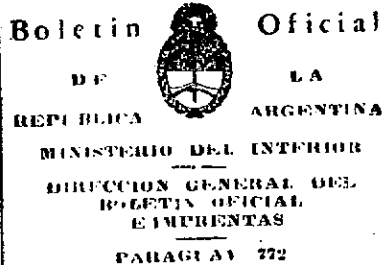 Boletin Oficial
DE LA
REPUBLICA ARGENTINA
MINISTERIO DEL INTERIOR
DIRECCION GENERAL DEL
BOLETIN OFICIAL
E IMPRENTAS
PARAGUAY 772